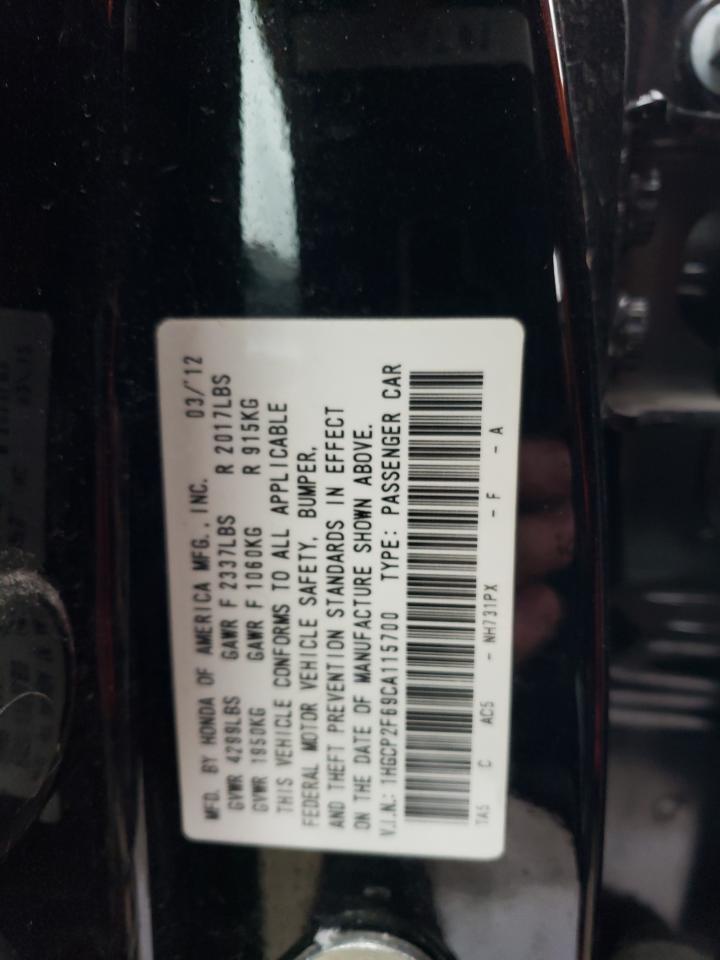 MFD. BY HONDA OF AMERICA MFG., INC. 03/'12
GVWR 4299LBS GAWR F 2337LBS R 2017LBS
GVWR 1950KG GAWR F 1060KG R 915KG
THIS VEHICLE CONFORMS TO ALL APPLICABLE
FEDERAL MOTOR VEHICLE SAFETY, BUMPER,
AND THEFT PREVENTION STANDARDS IN EFFECT
ON THE DATE OF MANUFACTURE SHOWN ABOVE.
V.I.N.: 1HGCP2F69CA115700 TYPE: PASSENGER CAR
TA5 C AC5 - NH731PX - F - A